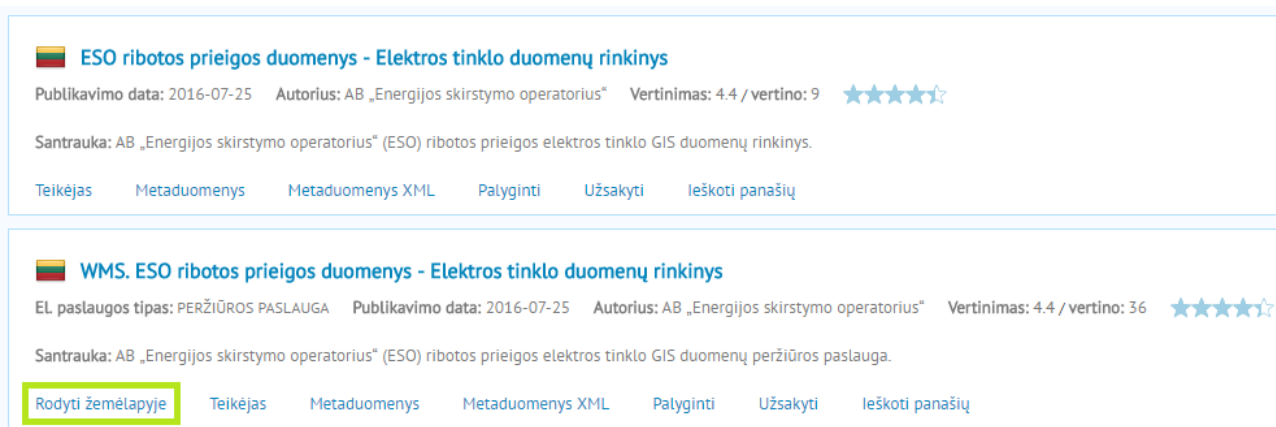 ESO ribotos prieigos duomenys - Elektros tinklo duomenų rinkinys
Publikavimo data: 2016-07-25 Autorius: AB „Energijos skirstymo operatorius“ Vertinimas: 4.4 / vertino: 9
Santrauka: AB „Energijos skirstymo operatorius“ (ESO) ribotos prieigos elektros tinklo GIS duomenų rinkinys.
Teikėjas Metaduomenys Metaduomenys XML Palyginti Užsakyti Ieškoti panašių
WMS. ESO ribotos prieigos duomenys - Elektros tinklo duomenų rinkinys
El. paslaugos tipas: PERŽIŪROS PASLAUGA Publikavimo data: 2016-07-25 Autorius: AB „Energijos skirstymo operatorius“ Vertinimas: 4.4 / vertino: 36
Santrauka: AB „Energijos skirstymo operatorius“ (ESO) ribotos prieigos elektros tinklo GIS duomenų peržiūros paslauga.
Rodyti žemėlapyje Teikėjas Metaduomenys Metaduomenys XML Palyginti Užsakyti Ieškoti panašių